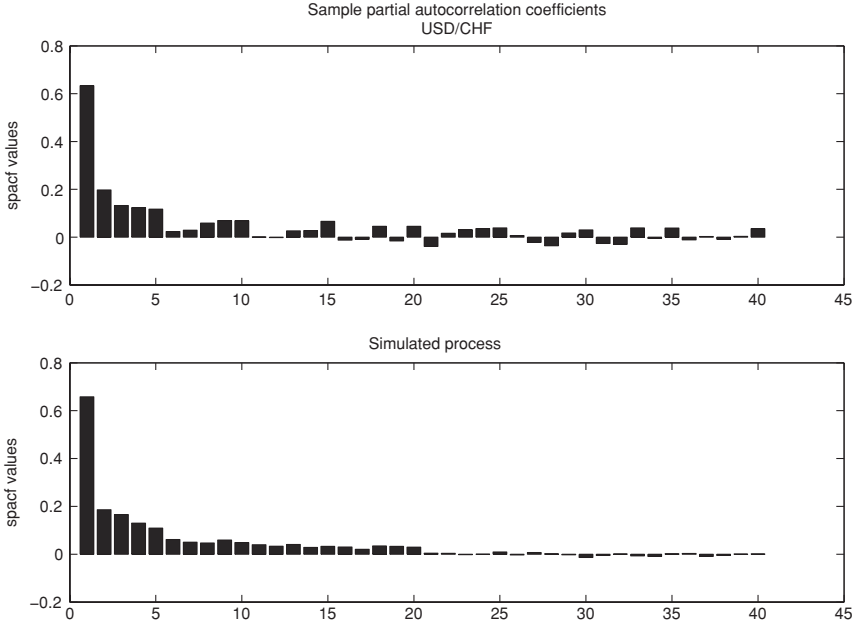 Sample partial autocorrelation coefficients
USD/CHF
0.8
0.6
0.4
0.2
0
−0.2
spacf values
0 5 10 15 20 25 30 35 40 45
Simulated process
0.8
0.6
0.4
0.2
0
−0.2
spacf values
0 5 10 15 20 25 30 35 40 45